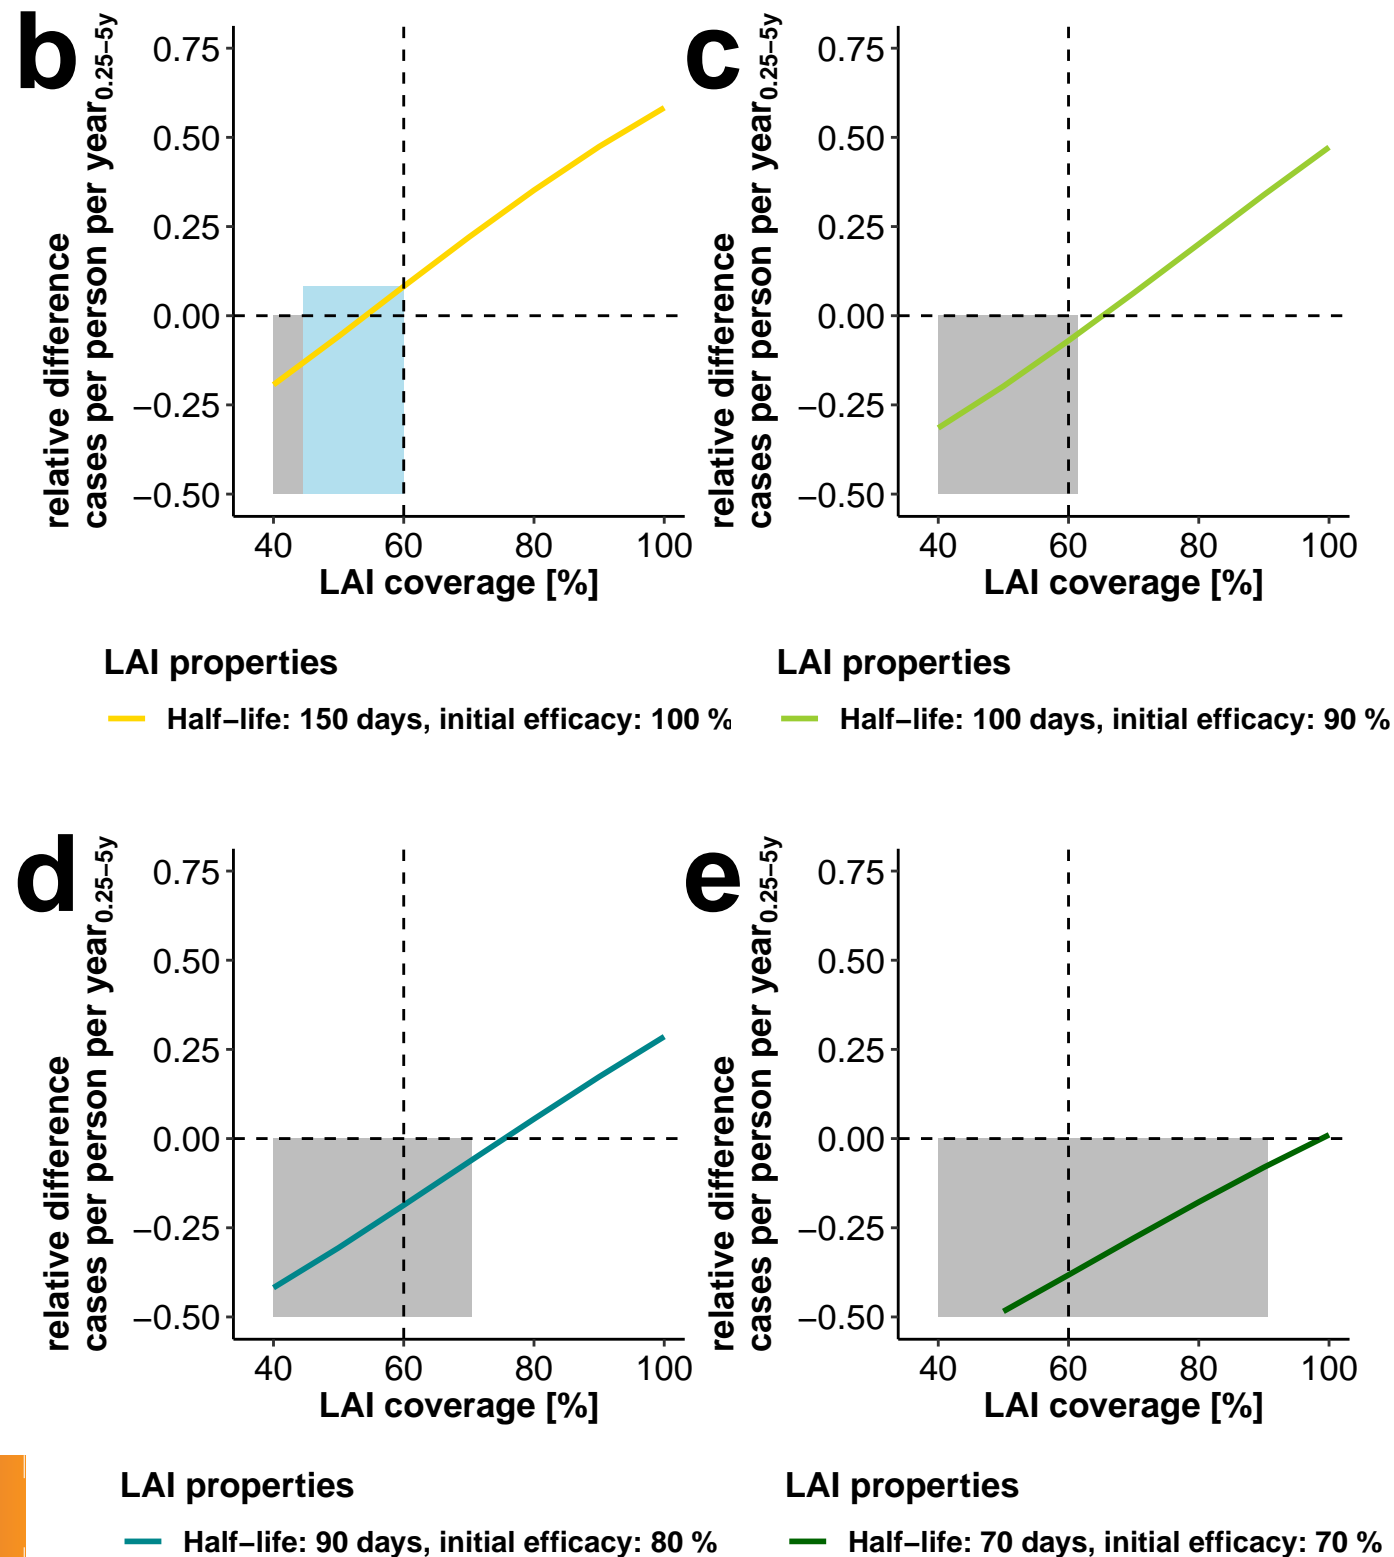 b
relative difference
cases per person per year0.25−5y
0.75
0.50
0.25
0.00
−0.25
−0.50
40 60 80 100
LAI coverage [%]
LAI properties
Half−life: 150 days, initial efficacy: 100 %
c
relative difference
cases per person per year0.25−5y
0.75
0.50
0.25
0.00
−0.25
−0.50
40 60 80 100
LAI coverage [%]
LAI properties
Half−life: 100 days, initial efficacy: 90 %
d
relative difference
cases per person per year0.25−5y
0.75
0.50
0.25
0.00
−0.25
−0.50
40 60 80 100
LAI coverage [%]
LAI properties
Half−life: 90 days, initial efficacy: 80 %
e
relative difference
cases per person per year0.25−5y
0.75
0.50
0.25
0.00
−0.25
−0.50
40 60 80 100
LAI coverage [%]
LAI properties
Half−life: 70 days, initial efficacy: 70 %